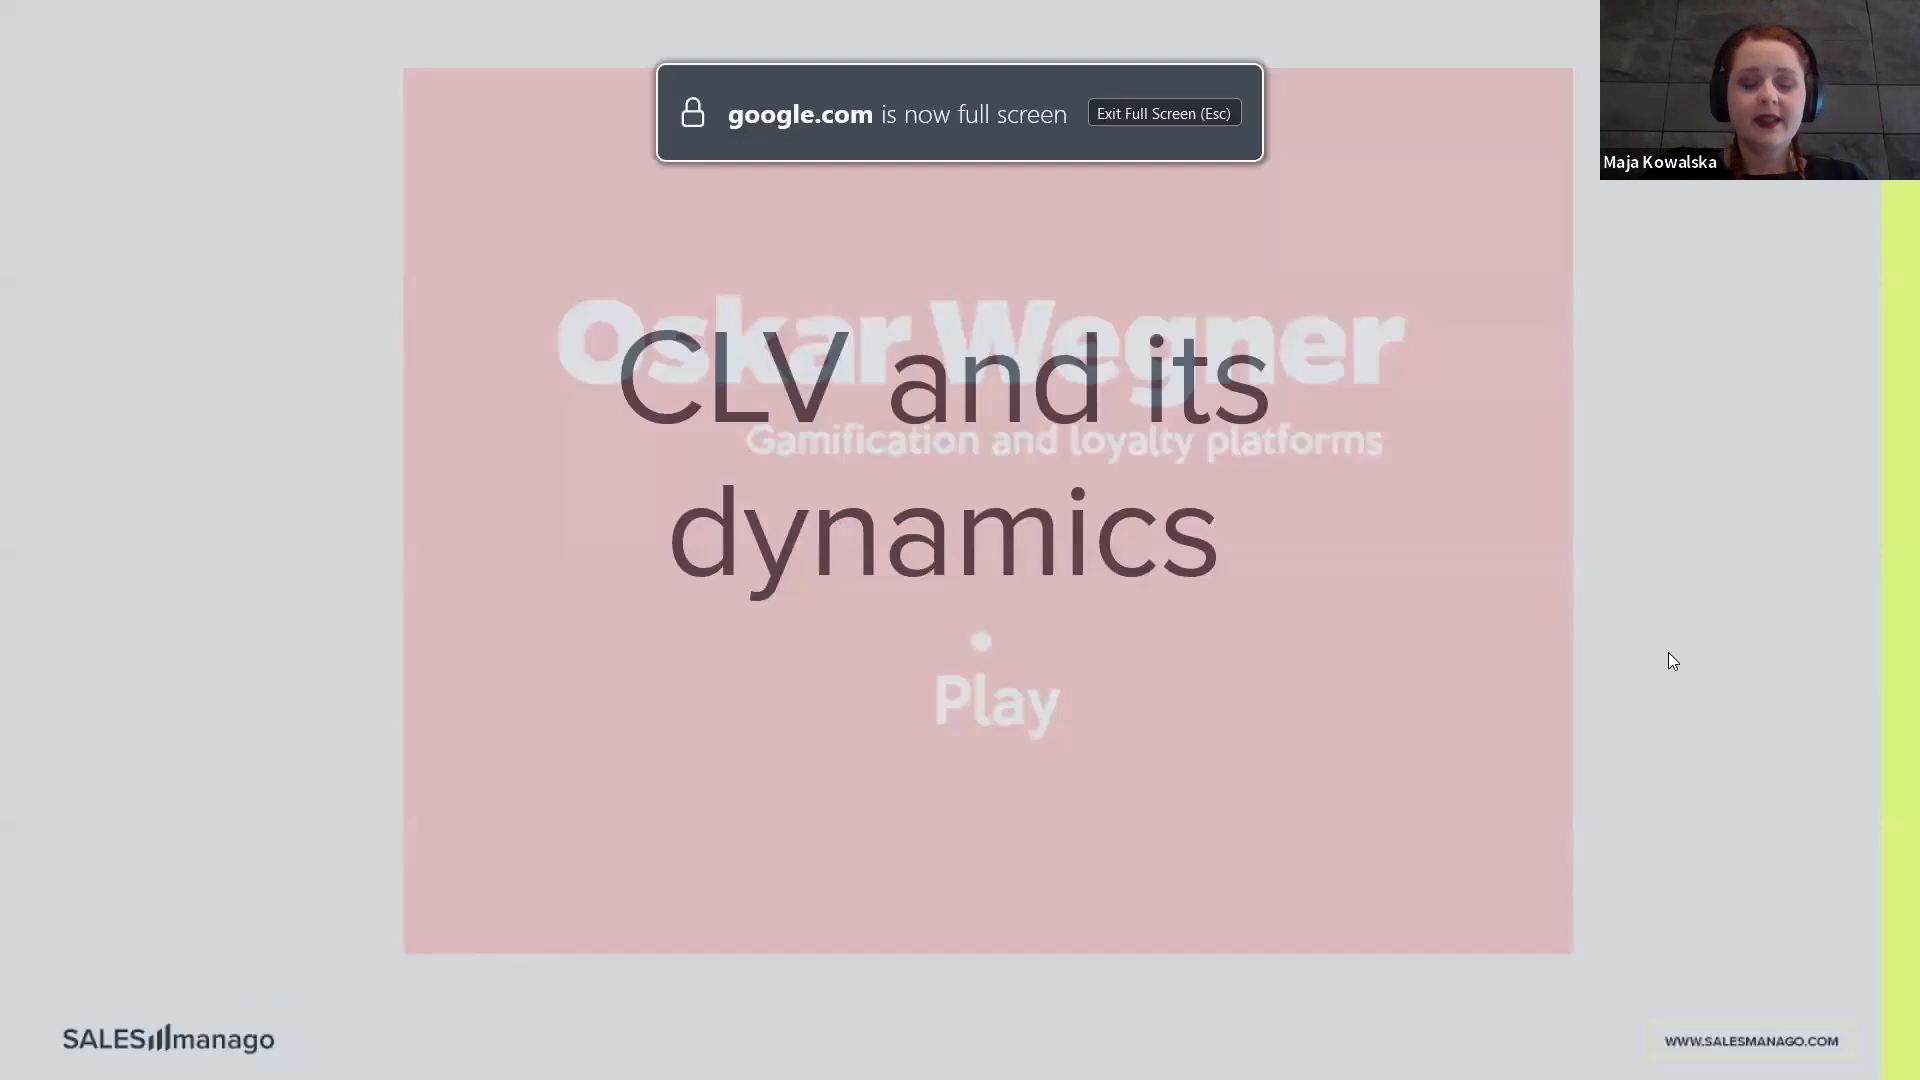 google.com is now full screen
Exit Full Screen (Esc)
Maja Kowalska
Oskar Wegner
CLV and its
Gamification and loyalty platforms
dynamics
Play
SALESmanago
WWW.SALESMANAGO.COM